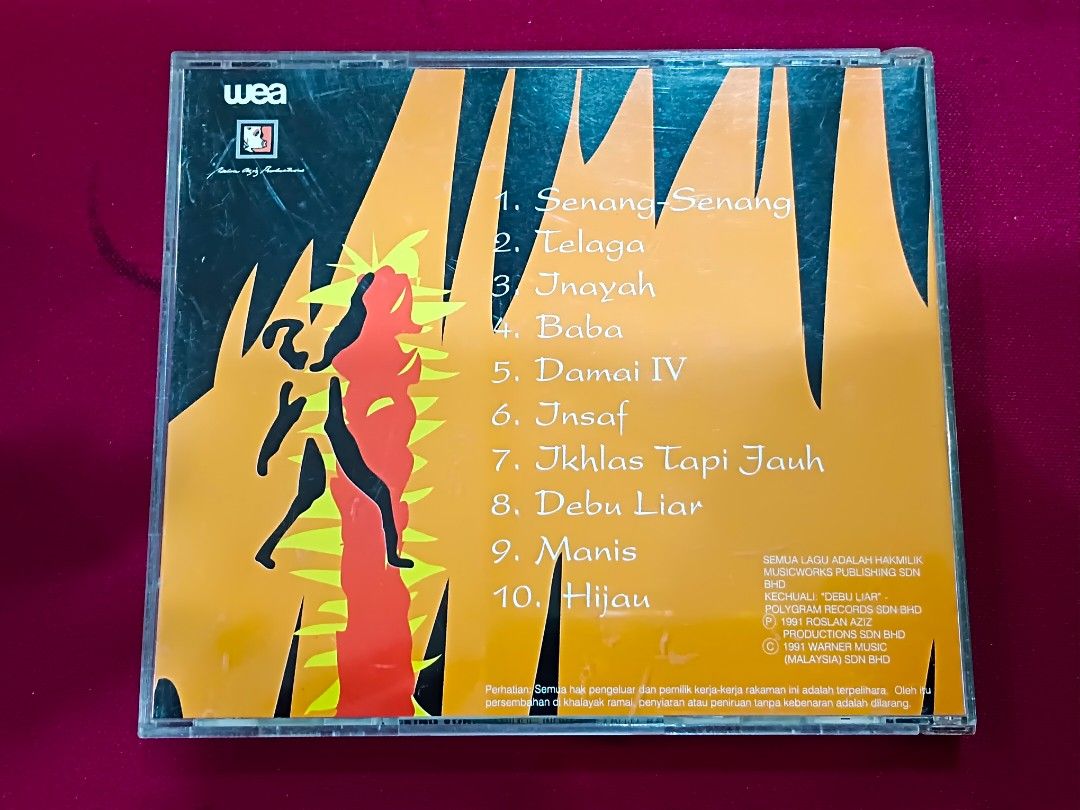 wea
1. Senang-Senang
2. Telaga
3. Inayah
4. Baba
5. Damai IV
6. Insaf
7. Ikhlas Tapi Jauh
8. Debu Liar
9. Manis
10. Hijau
SEMUA LAGU ADALAH HAKMILIK
MUSICWORKS PUBLISHING SDN
BHD
KECHUALI: "DEBU LIAR" -
POLYGRAM RECORDS SDN BHD
Ⓟ 1991 ROSLAN AZIZ
PRODUCTIONS SDN BHD
Ⓒ 1991 WARNER MUSIC
(MALAYSIA) SDN BHD
Perhatian: Semua hak pengeluar dan pemilik kerja-kerja rakaman ini adalah terpelihara. Oleh itu
persembahan di khalayak ramai, penyiaran atau peniruan tanpa kebenaran adalah dilarang.